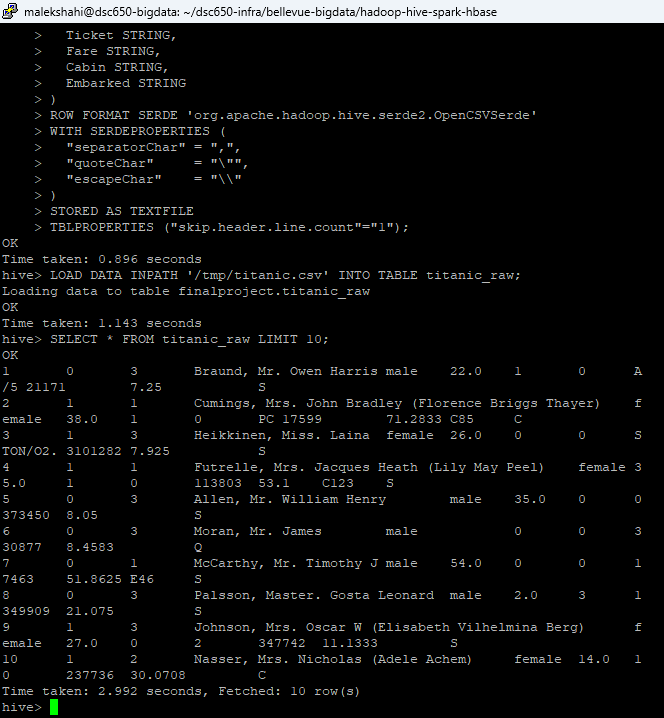 malekshahi@dsc650-bigdata: ~/dsc650-infra/bellevue-bigdata/hadoop-hive-spark-hbase
    >   Ticket STRING,
    >   Fare STRING,
    >   Cabin STRING,
    >   Embarked STRING
    > )
    > ROW FORMAT SERDE 'org.apache.hadoop.hive.serde2.OpenCSVSerde'
    > WITH SERDEPROPERTIES (
    >   "separatorChar" = ",",
    >   "quoteChar"     = "\"",
    >   "escapeChar"    = "\\"
    > )
    > STORED AS TEXTFILE
    > TBLPROPERTIES ("skip.header.line.count"="1");
OK
Time taken: 0.896 seconds
hive> LOAD DATA INPATH '/tmp/titanic.csv' INTO TABLE titanic_raw;
Loading data to table finalproject.titanic_raw
OK
Time taken: 1.143 seconds
hive> SELECT * FROM titanic_raw LIMIT 10;
OK
1       0       3       Braund, Mr. Owen Harris male    22.0    1       0       A
/5 21171        7.25            S
2       1       1       Cumings, Mrs. John Bradley (Florence Briggs Thayer)     f
emale   38.0    1       0       PC 17599        71.2833 C85     C
3       1       3       Heikkinen, Miss. Laina  female  26.0    0       0       S
TON/O2. 3101282 7.925           S
4       1       1       Futrelle, Mrs. Jacques Heath (Lily May Peel)    female  3
5.0     1       0       113803  53.1    C123    S
5       0       3       Allen, Mr. William Henry        male    35.0    0       0
373450  8.05            S
6       0       3       Moran, Mr. James        male            0       0       3
30877   8.4583          Q
7       0       1       McCarthy, Mr. Timothy J male    54.0    0       0       1
7463    51.8625 E46     S
8       0       3       Palsson, Master. Gosta Leonard  male    2.0     3       1
349909  21.075          S
9       1       3       Johnson, Mrs. Oscar W (Elisabeth Vilhelmina Berg)       f
emale   27.0    0       2       347742  11.1333         S
10      1       2       Nasser, Mrs. Nicholas (Adele Achem)     female  14.0    1
0       237736  30.0708         C
Time taken: 2.992 seconds, Fetched: 10 row(s)
hive>